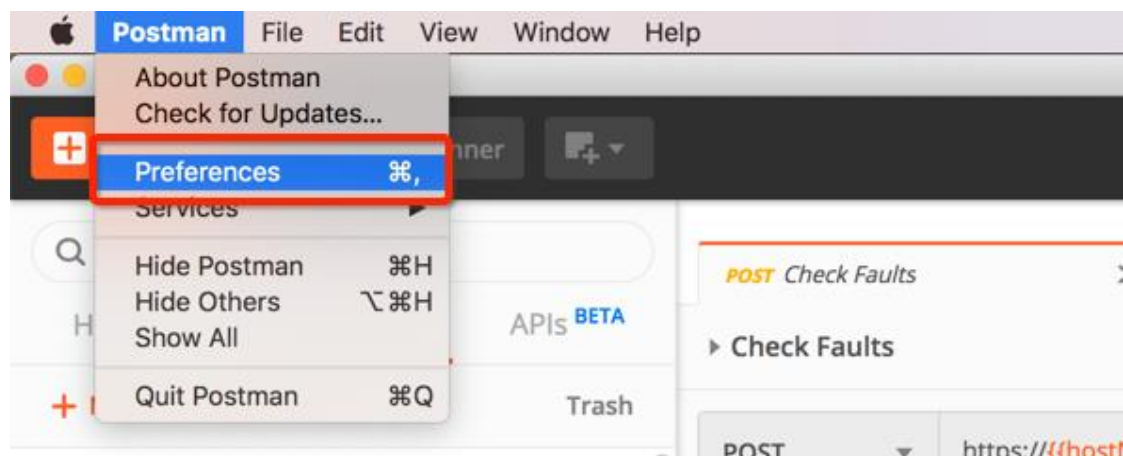 Postman File Edit View Window Help
About Postman
Check for Updates...
Preferences ⌘,
Services
Hide Postman ⌘H
Hide Others ⌥⌘H
Show All
Quit Postman ⌘Q
APIs BETA
Trash
POST Check Faults
Check Faults
POST https://